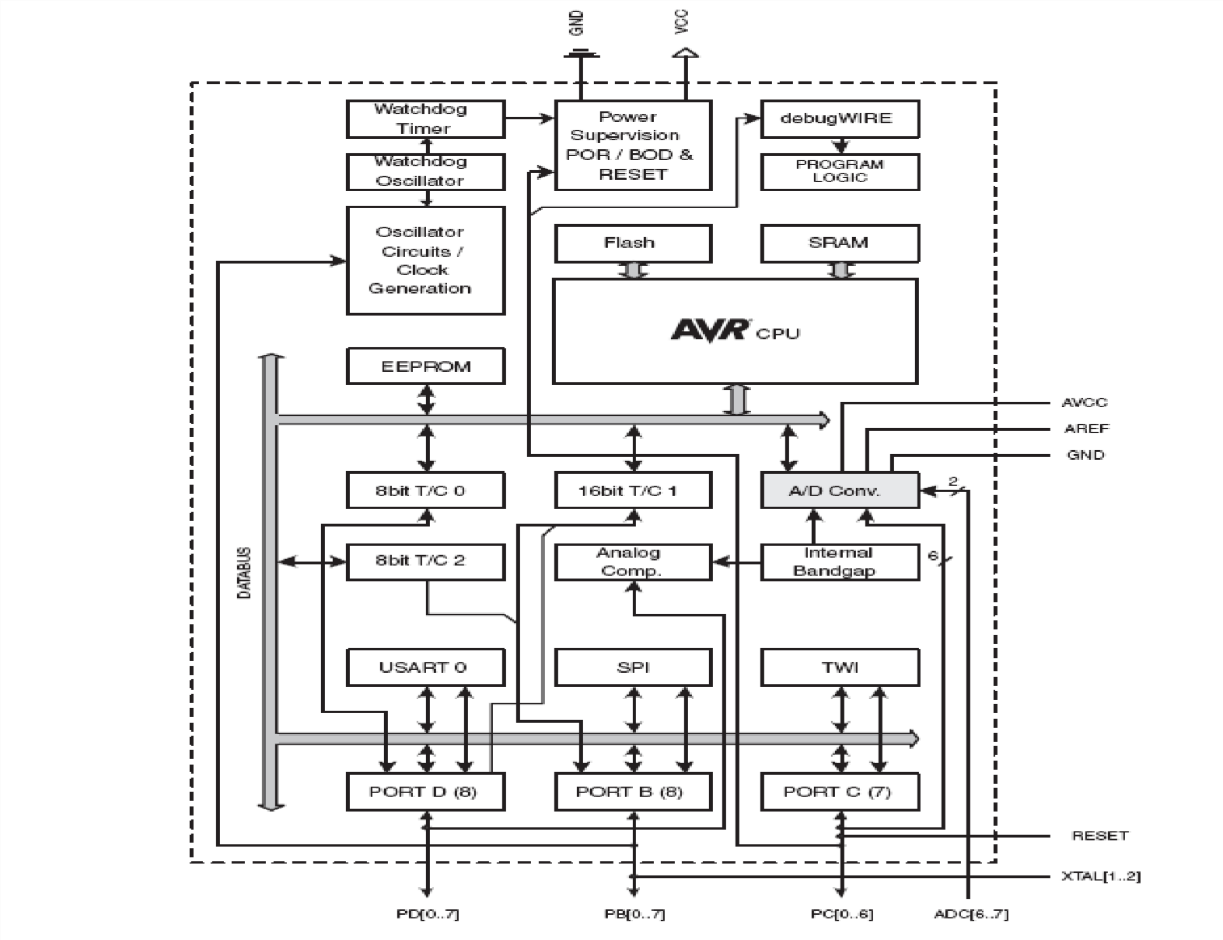 GND
VCC
Watchdog
Timer
Power
Supervision
POR / BOD &
RESET
debugWIRE
Watchdog
Oscillator
PROGRAM
LOGIC
Oscillator
Circuits /
Clock
Generation
Flash
SRAM
AVR CPU
EEPROM
AVCC
AREF
GND
8bit T/C 0
16bit T/C 1
A/D Conv.
2
DATABUS
8bit T/C 2
Analog
Comp.
Internal
Bandgap
6
USART 0
SPI
TWI
PORT D (8)
PORT B (8)
PORT C (7)
RESET
XTAL[1..2]
PD[0..7]
PB[0..7]
PC[0..6]
ADC[6..7]